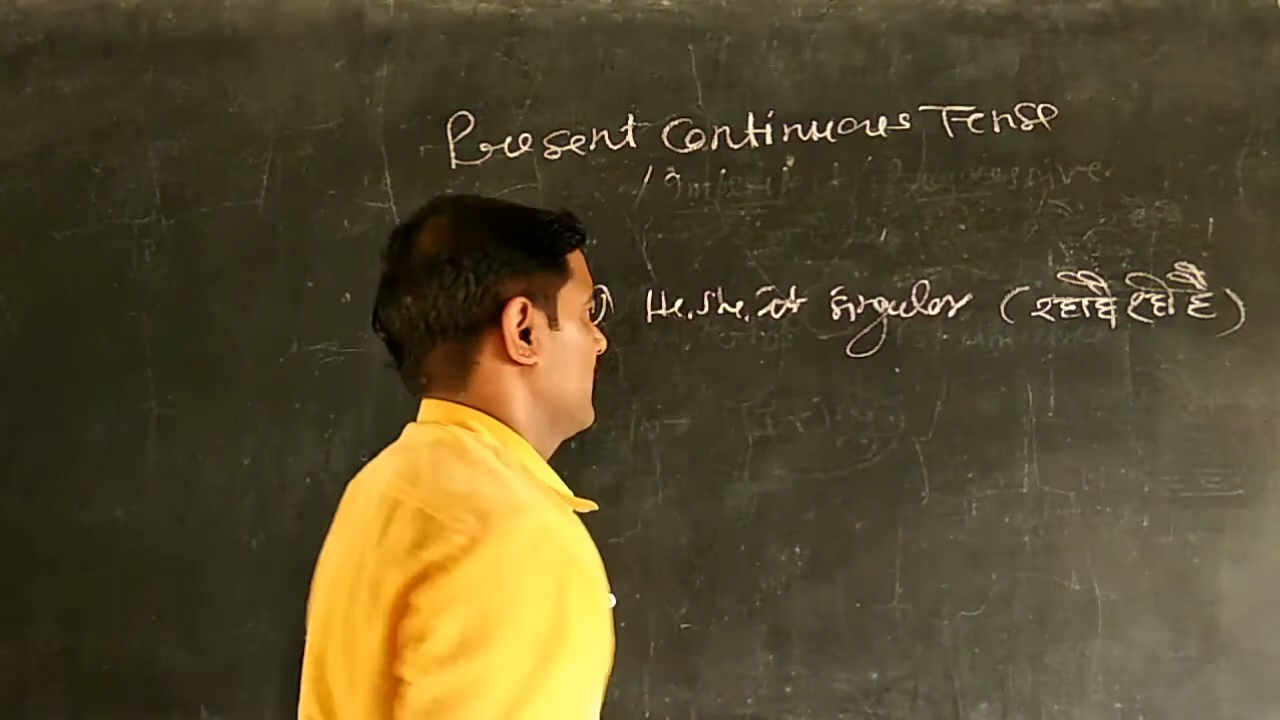 Present Continuous Tense
He, she, it Singular (रहा है रही है)